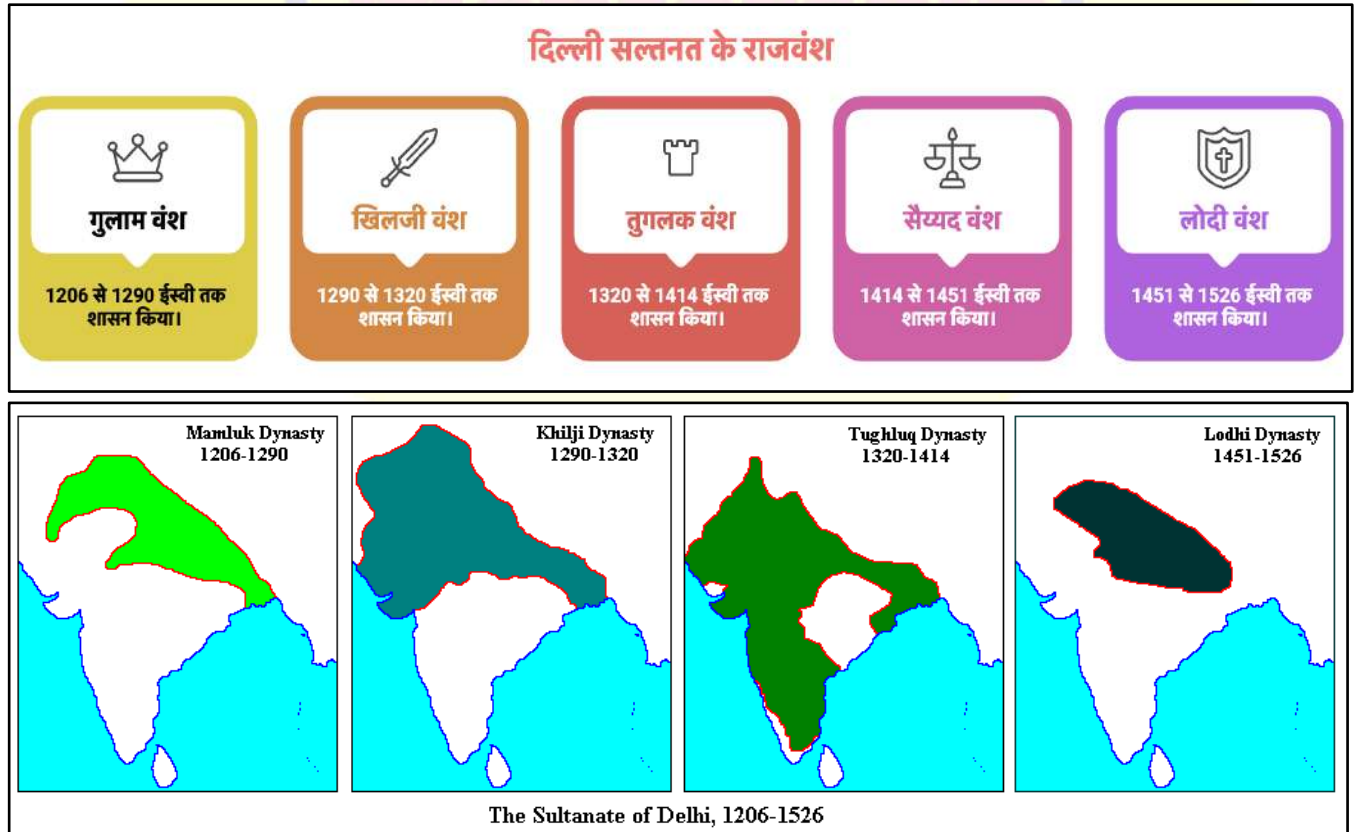 दिल्ली सल्तनत के राजवंश
गुलाम वंश
1206 से 1290 ईस्वी तक
शासन किया।
खिलजी वंश
1290 से 1320 ईस्वी तक
शासन किया।
तुगलक वंश
1320 से 1414 ईस्वी तक
शासन किया।
सैय्यद वंश
1414 से 1451 ईस्वी तक
शासन किया।
लोदी वंश
1451 से 1526 ईस्वी तक
शासन किया।
Mamluk Dynasty
1206-1290
Khilji Dynasty
1290-1320
Tughluq Dynasty
1320-1414
Lodhi Dynasty
1451-1526
The Sultanate of Delhi, 1206-1526